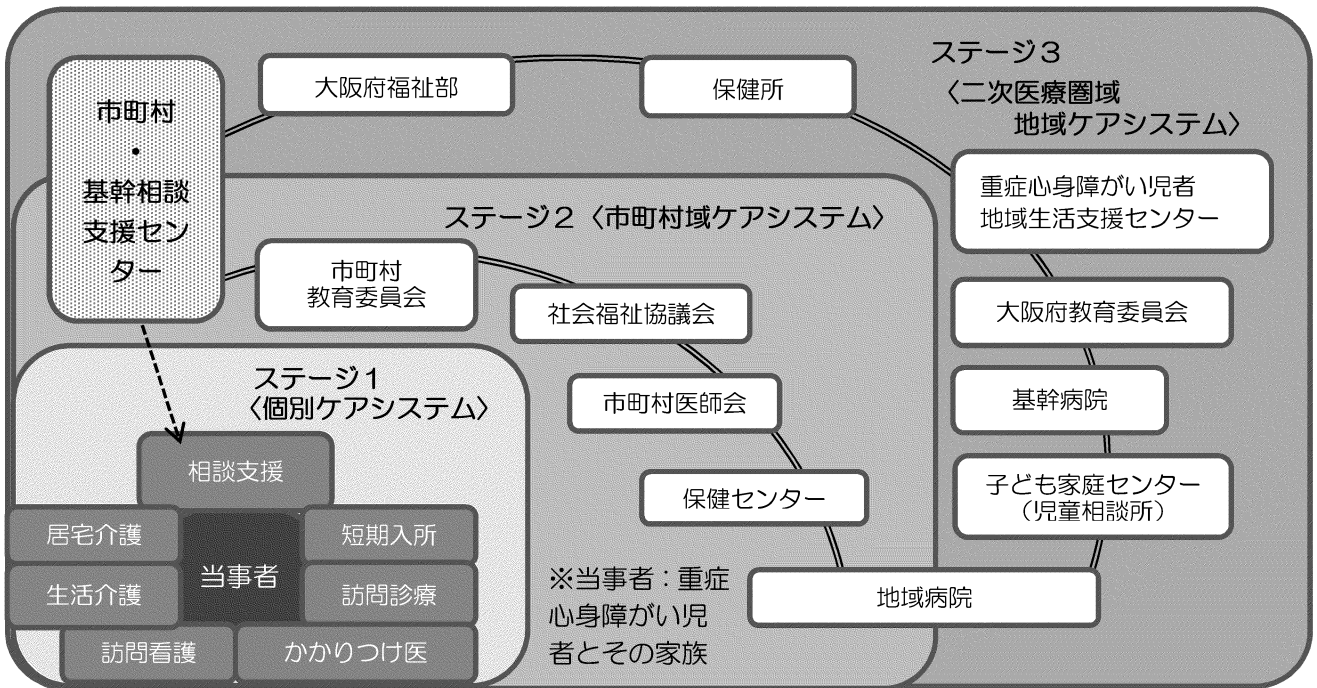 市町村
・
基幹相談
支援セン
ター
大阪府福祉部
保健所
ステージ３
〈二次医療圏域
地域ケアシステム〉
重症心身障がい児者
地域生活支援センター
大阪府教育委員会
基幹病院
子ども家庭センター
（児童相談所）
地域病院
ステージ２〈市町村域ケアシステム〉
市町村
教育委員会
社会福祉協議会
市町村医師会
保健センター
ステージ１
〈個別ケアシステム〉
相談支援
居宅介護
短期入所
当事者
生活介護
訪問診療
訪問看護
かかりつけ医
※当事者：重症
心身障がい児
者とその家族